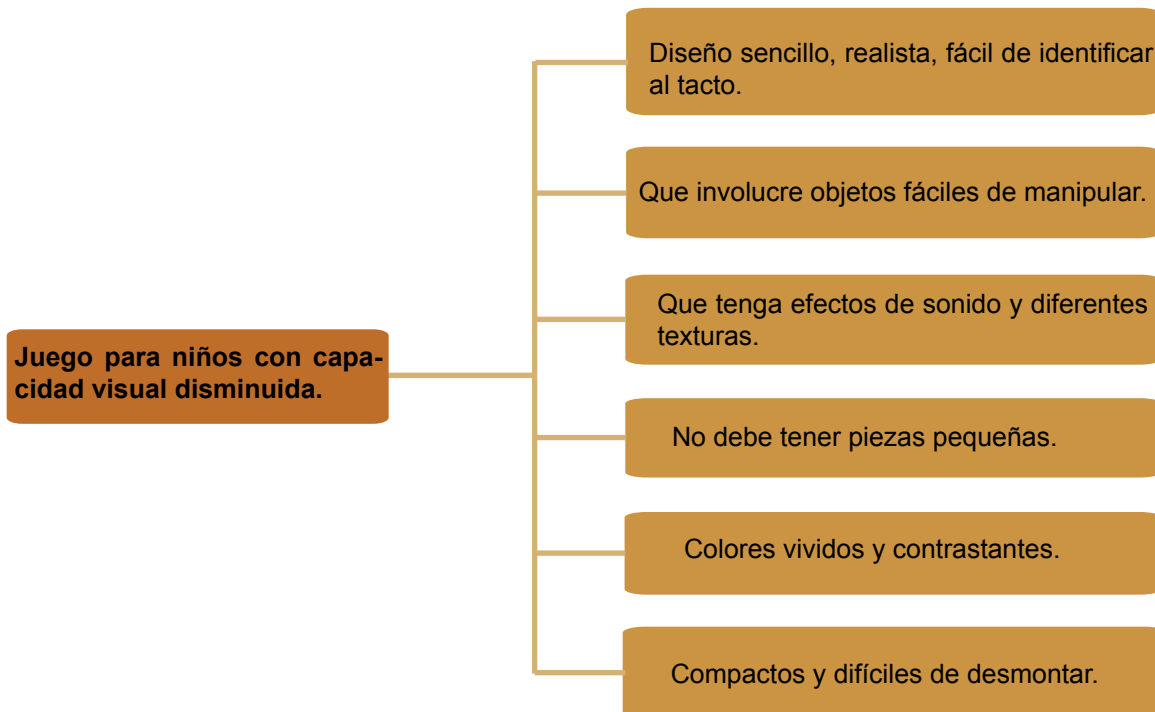 Diseño sencillo, realista, fácil de identificar
al tacto.
Que involucre objetos fáciles de manipular.
Que tenga efectos de sonido y diferentes
texturas.
Juego para niños con capa-
cidad visual disminuida.
No debe tener piezas pequeñas.
Colores vividos y contrastantes.
Compactos y difíciles de desmontar.